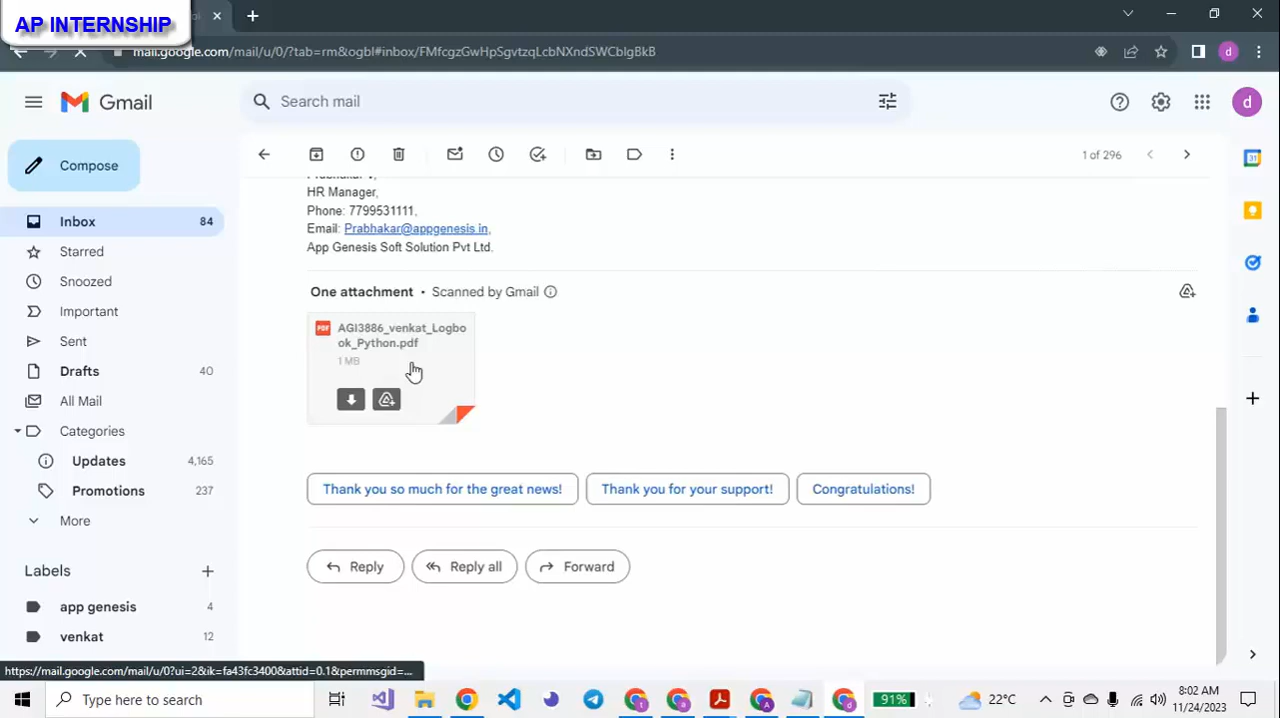 AP INTERNSHIP
mail.google.com/mail/u/0/?tab=rm&ogbl#inbox/FMfcgzGwHpSgvtzqLcbNXndSWCblgBkB
d
Gmail
Search mail
d
Compose
1 of 296
HR Manager,
Phone: 7799531111,
Email: Prabhakar@appgenesis.in,
App Genesis Soft Solution Pvt Ltd.
Inbox 84
Starred
Snoozed
Important
Sent
Drafts 40
All Mail
Categories
Updates 4,165
Promotions 237
More
Labels
app genesis 4
venkat 12
One attachment • Scanned by Gmail
PDF
AGI3886_venkat_Logbo
ok_Python.pdf
1 MB
Thank you so much for the great news!
Thank you for your support!
Congratulations!
Reply
Reply all
Forward
31
https://mail.google.com/mail/u/0?ui=2&ik=fa43fc3400&attid=0.1&permmsgid=...
Type here to search
91%
22°C
8:02 AM
11/24/2023